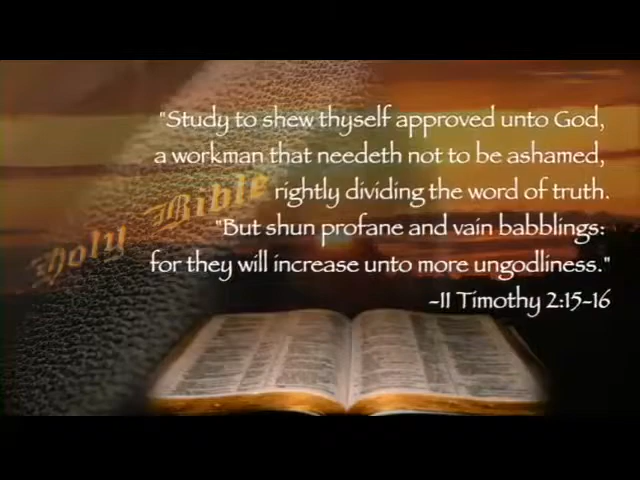 "Study to shew thyself approved unto God,
a workman that needeth not to be ashamed,
rightly dividing the word of truth.
"But shun profane and vain babblings:
for they will increase unto more ungodliness."
-II Timothy 2:15-16
Holy Bible